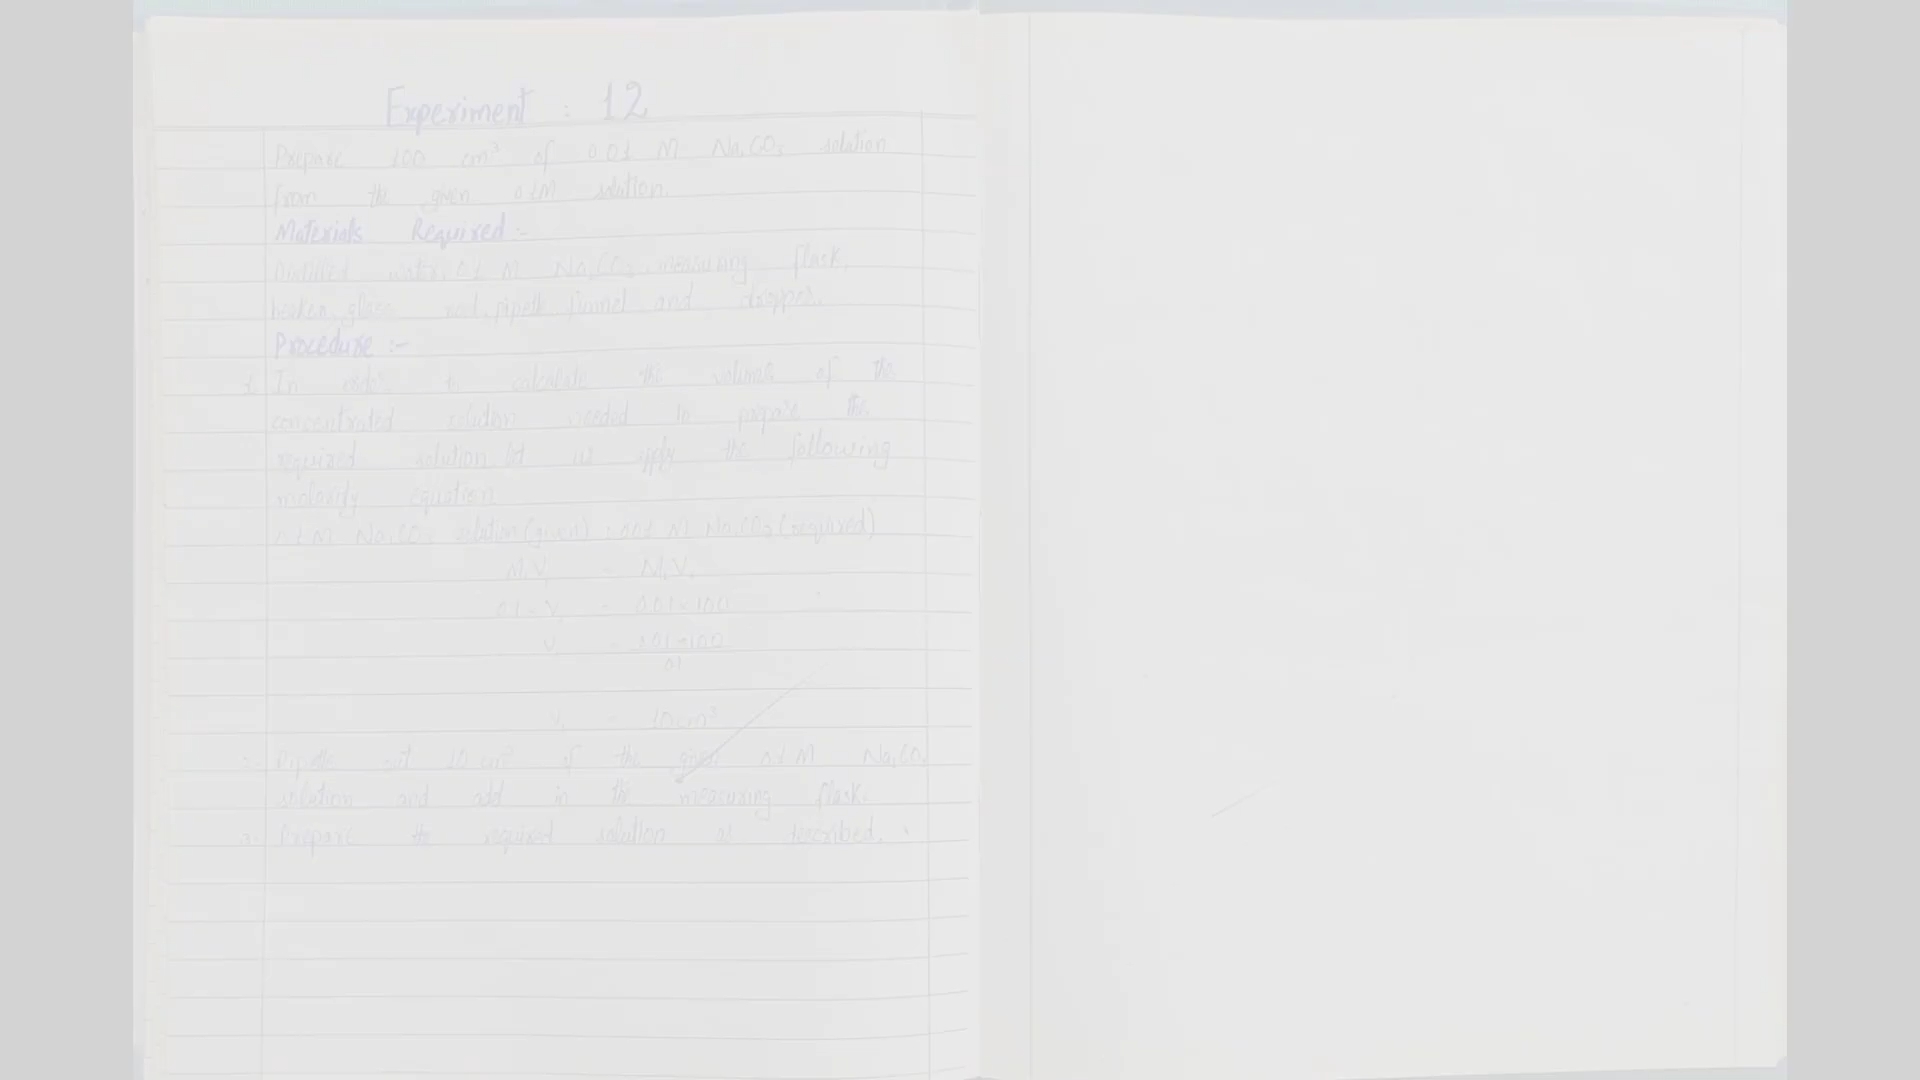 Experiment : 12
Prepare 100 cm³ of 0.01 M Na₂CO₃ solution
from the given 0.1M solution.
Materials Required :-
Distilled water, 0.1 M Na₂CO₃, measuring flask,
beaker, glass rod, pipette, funnel and dropper.
Procedure :-
1. In order to calculate the volume of the
concentrated solution needed to prepare the
required solution let us apply the following
molarity equation
0.1 M Na₂CO₃ solution (given) : 0.01 M Na₂CO₃ (required)
M₁V₁ = M₂V₂
0.1 × V₁ = 0.01 × 100
V₁ = 0.01 × 100
0.1
V₁ = 10 cm³
2. Pipette out 10 cm³ of the given 0.1 M Na₂CO₃
solution and add in the measuring flask.
3. Prepare the required solution as described.